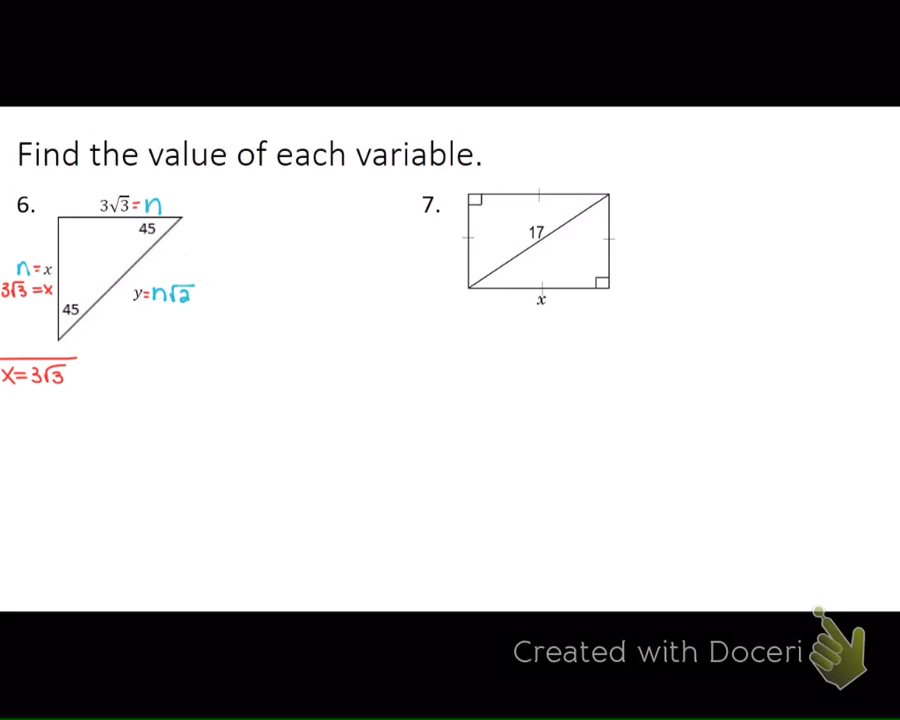 Find the value of each variable.
6.
3√3=n
45
n=x
3√3=x
45
y=n√2
x=3√3
7.
17
x
Created with Doceri